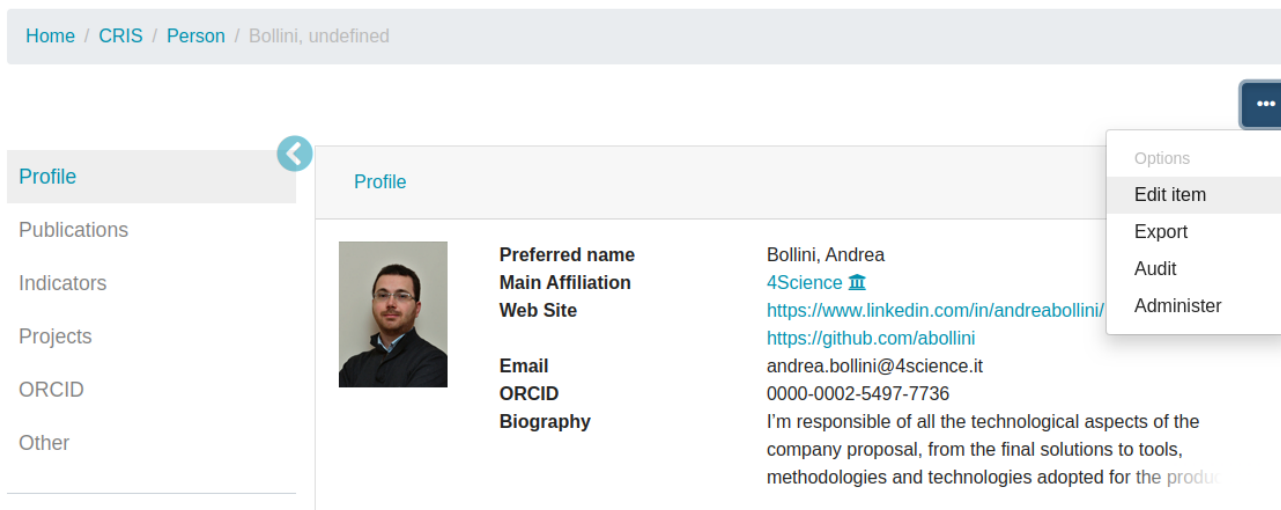 Home / CRIS / Person / Bollini, undefined
•••
Options
Edit item
Export
Audit
Administer
Profile
Publications
Indicators
Projects
ORCID
Other
Profile
Preferred name Bollini, Andrea
Main Affiliation 4Science
Web Site https://www.linkedin.com/in/andreabollini/
https://github.com/abollini
Email andrea.bollini@4science.it
ORCID 0000-0002-5497-7736
Biography I'm responsible of all the technological aspects of the
company proposal, from the final solutions to tools,
methodologies and technologies adopted for the